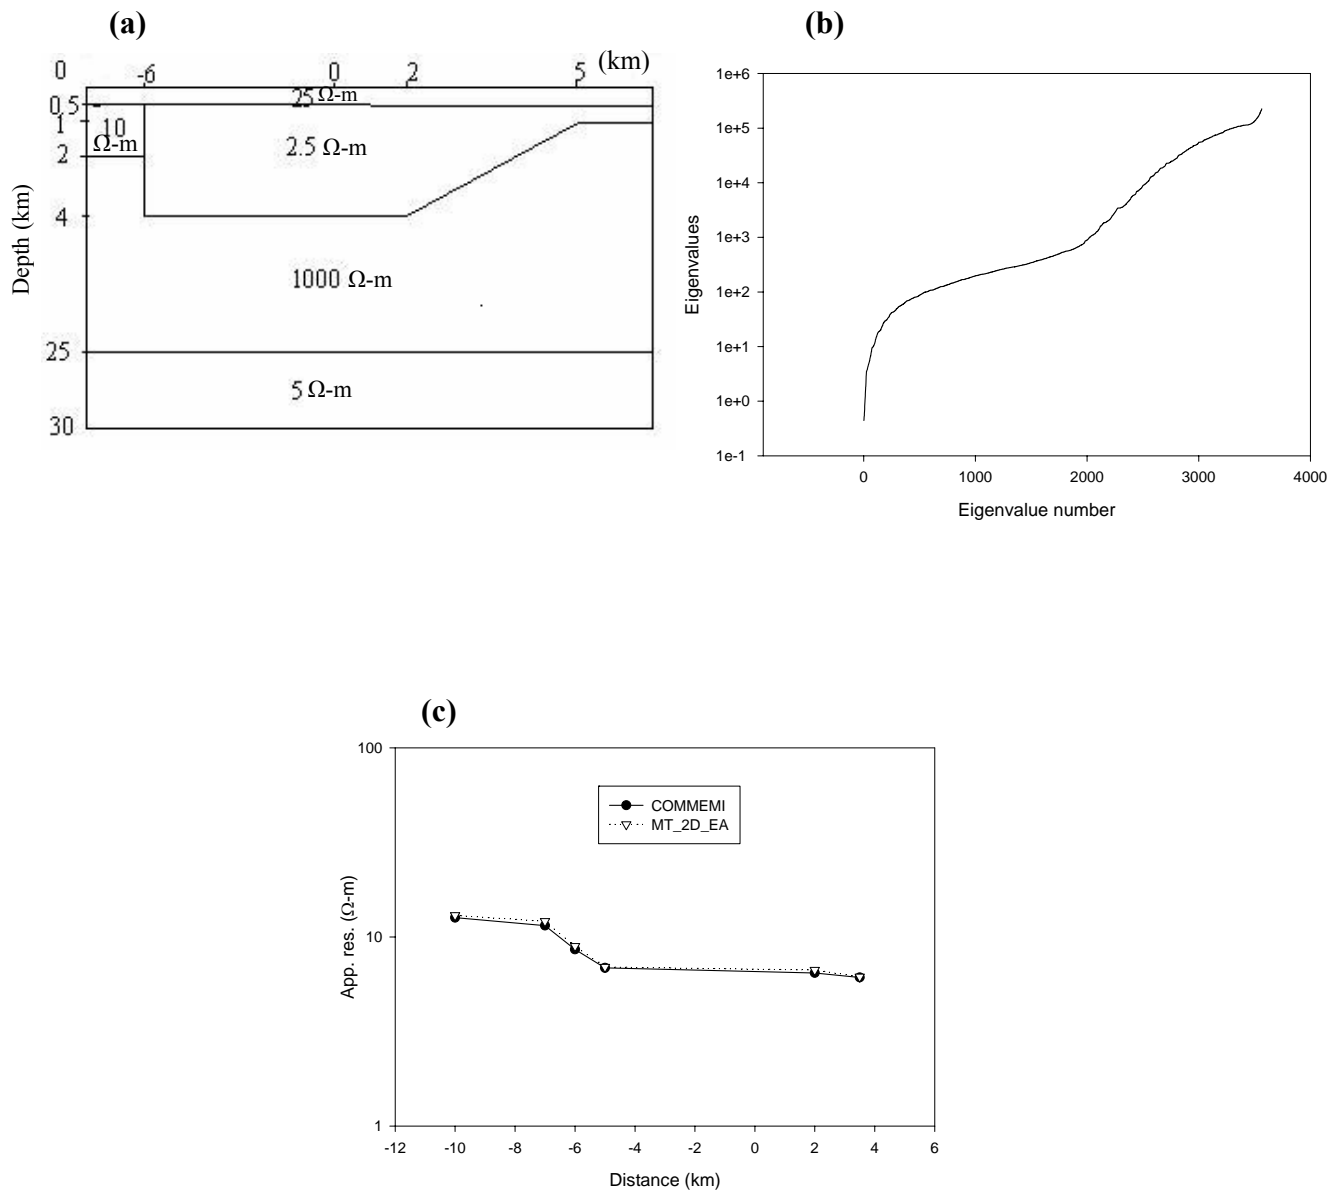 (a)
(b)
0 -6 0 2 5 (km)
25 Ω-m
0.5
1
10
Ω-m
2
2.5 Ω-m
4
Depth (km)
1000 Ω-m
25
5 Ω-m
30
1e+6
1e+5
1e+4
1e+3
1e+2
1e+1
1e+0
1e-1
Eigenvalues
0 1000 2000 3000 4000
Eigenvalue number
(c)
100
10
1
App. res. (Ω-m)
COMMEMI
MT_2D_EA
-12 -10 -8 -6 -4 -2 0 2 4 6
Distance (km)